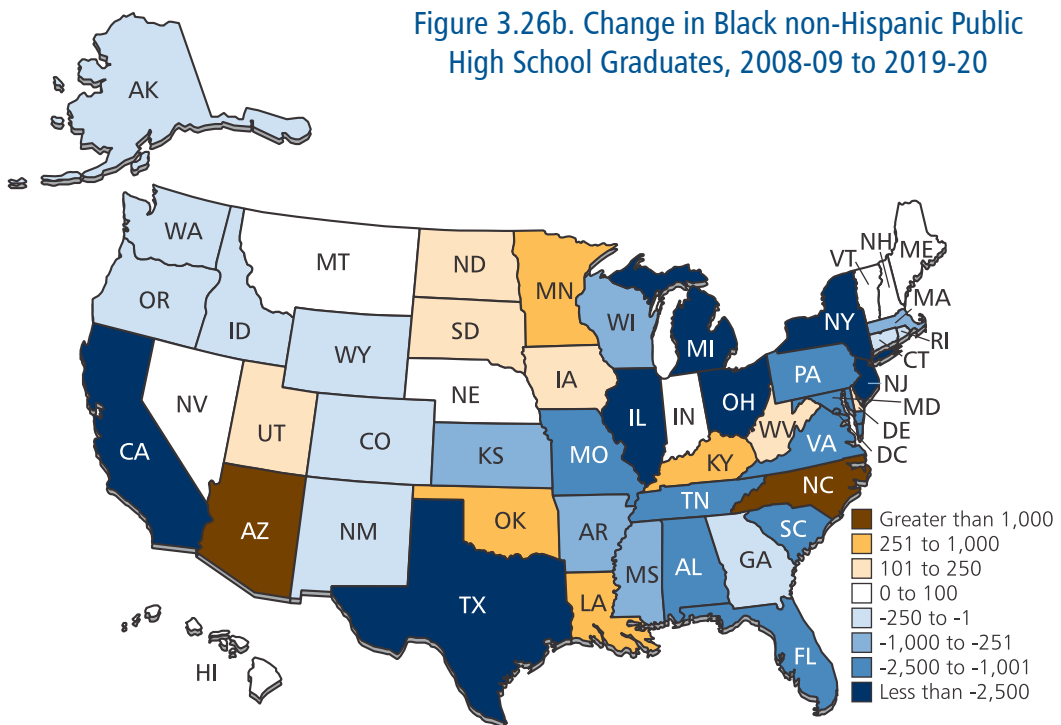 Figure 3.26b. Change in Black non-Hispanic Public
High School Graduates, 2008-09 to 2019-20
AK
WA
MT
ND
MN
VT
NH
ME
OR
ID
SD
WI
MI
NY
MA
RI
CT
WY
IA
PA
NJ
NV
NE
IL
IN
OH
MD
CA
UT
CO
KS
MO
WV
VA
DE
DC
KY
AZ
NM
OK
AR
TN
NC
SC
TX
LA
MS
AL
GA
FL
HI
Greater than 1,000
251 to 1,000
101 to 250
0 to 100
-250 to -1
-1,000 to -251
-2,500 to -1,001
Less than -2,500